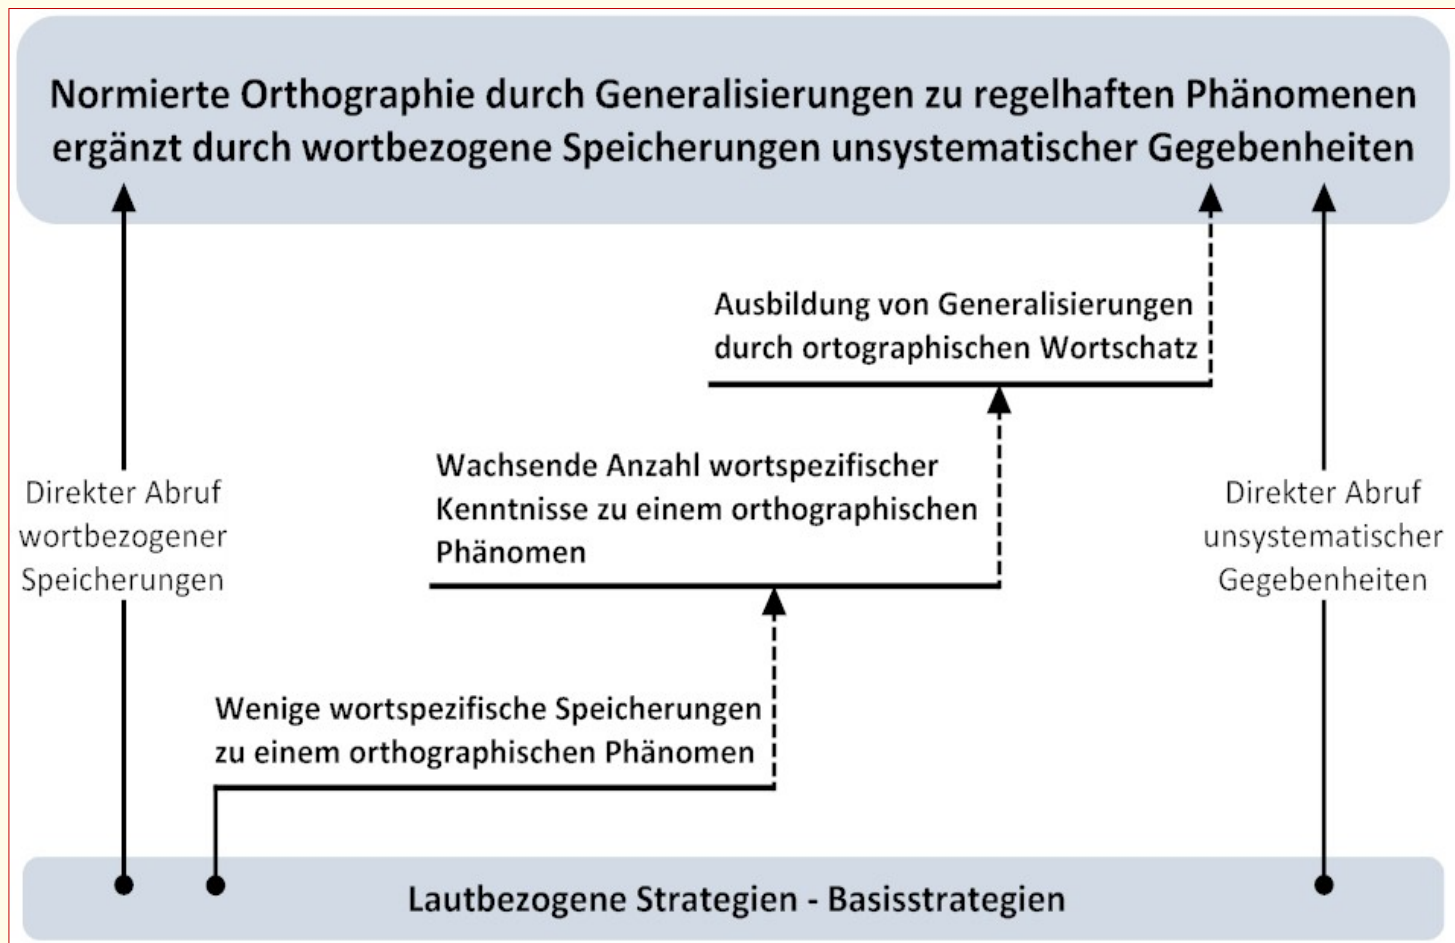 Normierte Orthographie durch Generalisierungen zu regelhaften Phänomenen
ergänzt durch wortbezogene Speicherungen unsystematischer Gegebenheiten
Ausbildung von Generalisierungen
durch ortographischen Wortschatz
Wachsende Anzahl wortspezifischer
Kenntnisse zu einem orthographischen
Phänomen
Direkter Abruf
wortbezogener
Speicherungen
Direkter Abruf
unsystematischer
Gegebenheiten
Wenige wortspezifische Speicherungen
zu einem orthographischen Phänomen
Lautbezogene Strategien - Basisstrategien